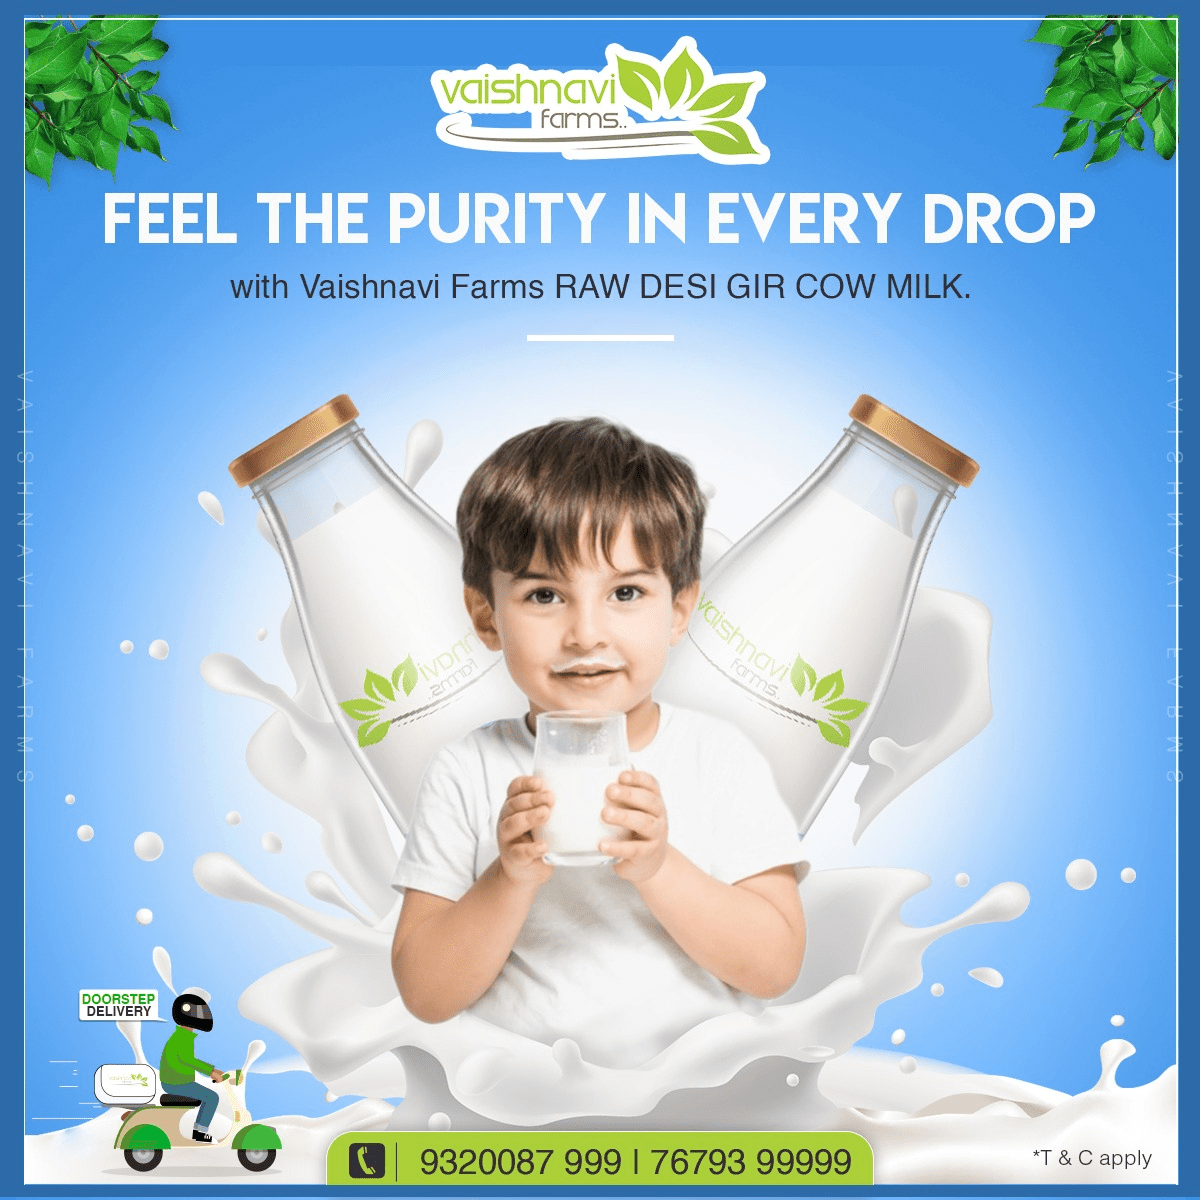 vaishnavi
farms..
FEEL THE PURITY IN EVERY DROP
with Vaishnavi Farms RAW DESI GIR COW MILK.
VAISHNAVI FARMS
vaishnavi
farms..
vaishnavi
farms..
VAISHNAVI FARMS
DOORSTEP
DELIVERY
9320087 999 I 76793 99999
*T & C apply